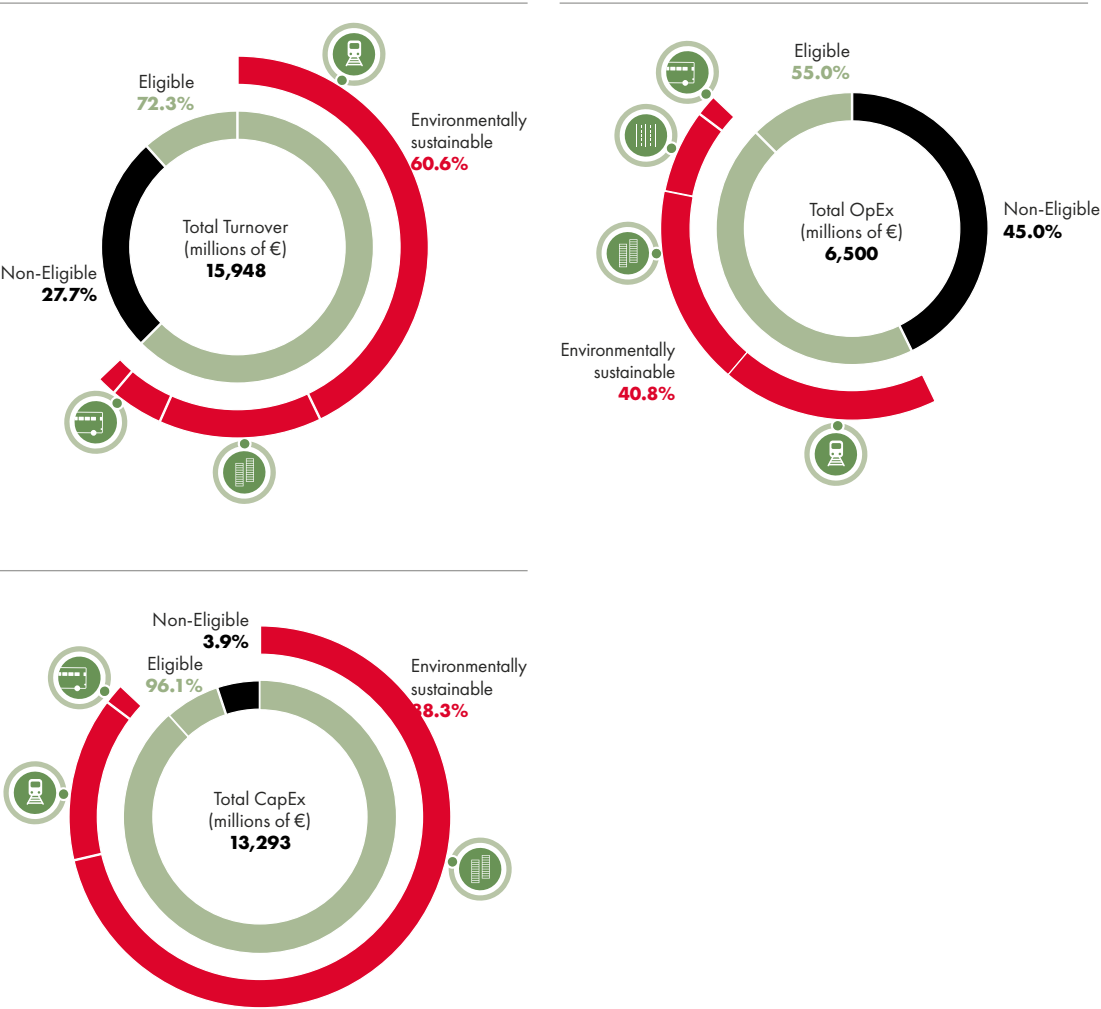 Eligible
72.3%
Environmentally
sustainable
60.6%
Total Turnover
(millions of €)
15,948
Non-Eligible
27.7%
Eligible
55.0%
Total OpEx
(millions of €)
6,500
Non-Eligible
45.0%
Environmentally
sustainable
40.8%
Non-Eligible
3.9%
Eligible
96.1%
Environmentally
sustainable
88.3%
Total CapEx
(millions of €)
13,293